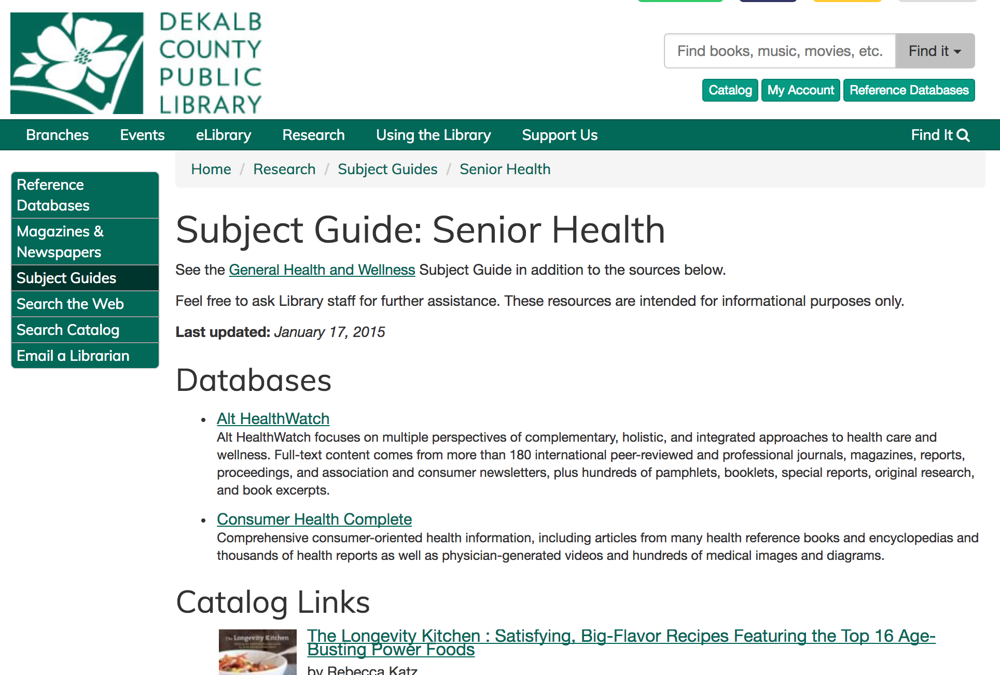 DEKALB
COUNTY
PUBLIC
LIBRARY
Find books, music, movies, etc. Find it
Catalog My Account Reference Databases
Branches Events eLibrary Research Using the Library Support Us Find It
Home / Research / Subject Guides / Senior Health
Reference
Databases
Magazines &
Newspapers
Subject Guides
Search the Web
Search Catalog
Email a Librarian
Subject Guide: Senior Health
See the General Health and Wellness Subject Guide in addition to the sources below.
Feel free to ask Library staff for further assistance. These resources are intended for informational purposes only.
Last updated: January 17, 2015
Databases
• Alt HealthWatch
Alt HealthWatch focuses on multiple perspectives of complementary, holistic, and integrated approaches to health care and
wellness. Full-text content comes from more than 180 international peer-reviewed and professional journals, magazines, reports,
proceedings, and association and consumer newsletters, plus hundreds of pamphlets, booklets, special reports, original research,
and book excerpts.
• Consumer Health Complete
Comprehensive consumer-oriented health information, including articles from many health reference books and encyclopedias and
thousands of health reports as well as physician-generated videos and hundreds of medical images and diagrams.
Catalog Links
The Longevity Kitchen
The Longevity Kitchen : Satisfying, Big-Flavor Recipes Featuring the Top 16 Age-
Busting Power Foods
by Rebecca Katz